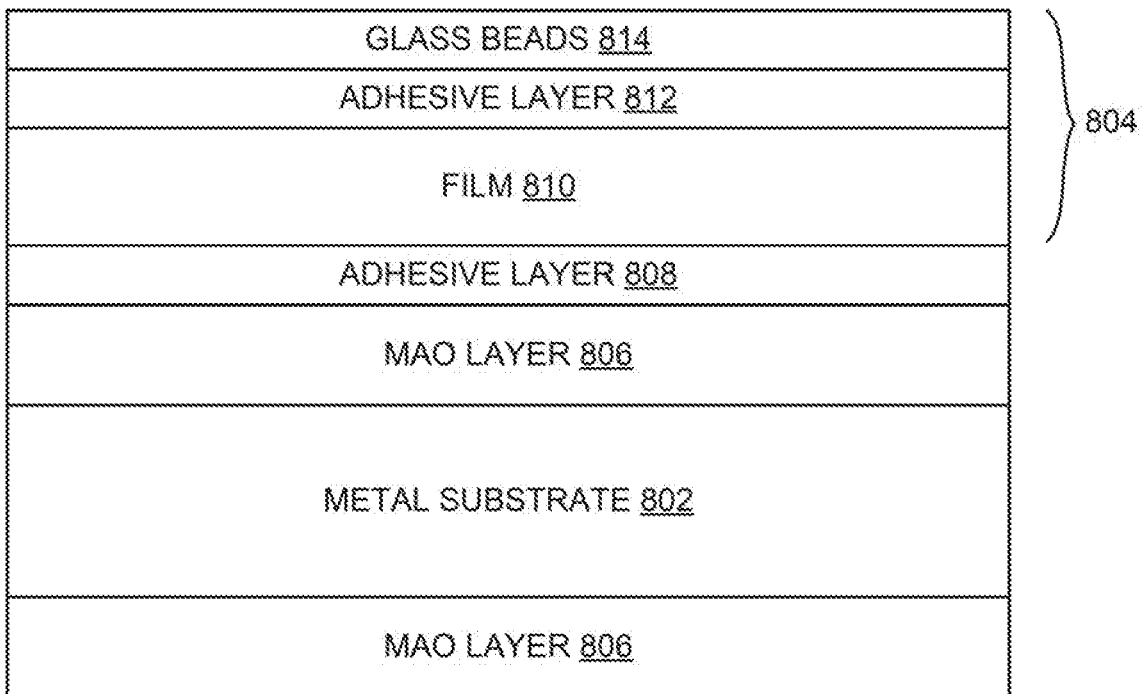 GLASS BEADS 814
ADHESIVE LAYER 812
804
FILM 810
ADHESIVE LAYER 808
MAO LAYER 806
METAL SUBSTRATE 802
MAO LAYER 806